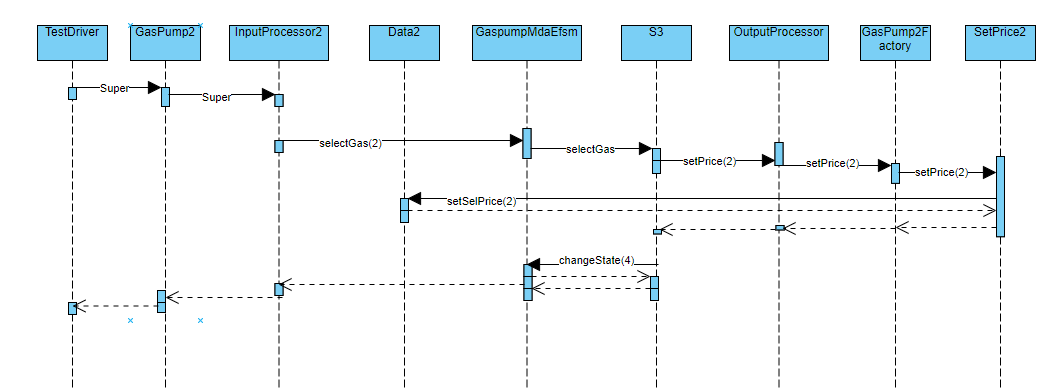 TestDriver
GasPump2
InputProcessor2
Data2
GaspumpMdaEfsm
S3
OutputProcessor
GasPump2F
actory
SetPrice2
Super
Super
selectGas(2)
selectGas
setPrice(2)
setPrice(2)
setPrice(2)
setSelPrice(2)
changeState(4)